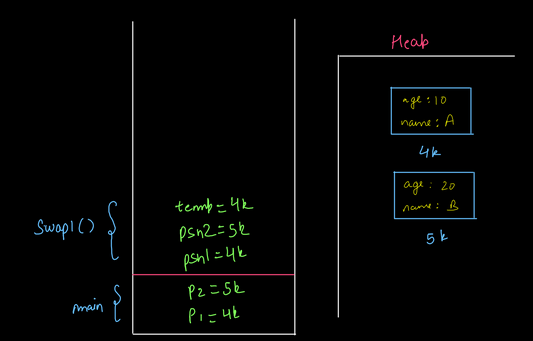 Heap
age : 10
name : A
4k
age : 20
name : B
5k
Swap1()
temp = 4k
psn2 = 5k
psn1 = 4k
main
P2 = 5k
P1 = 4k